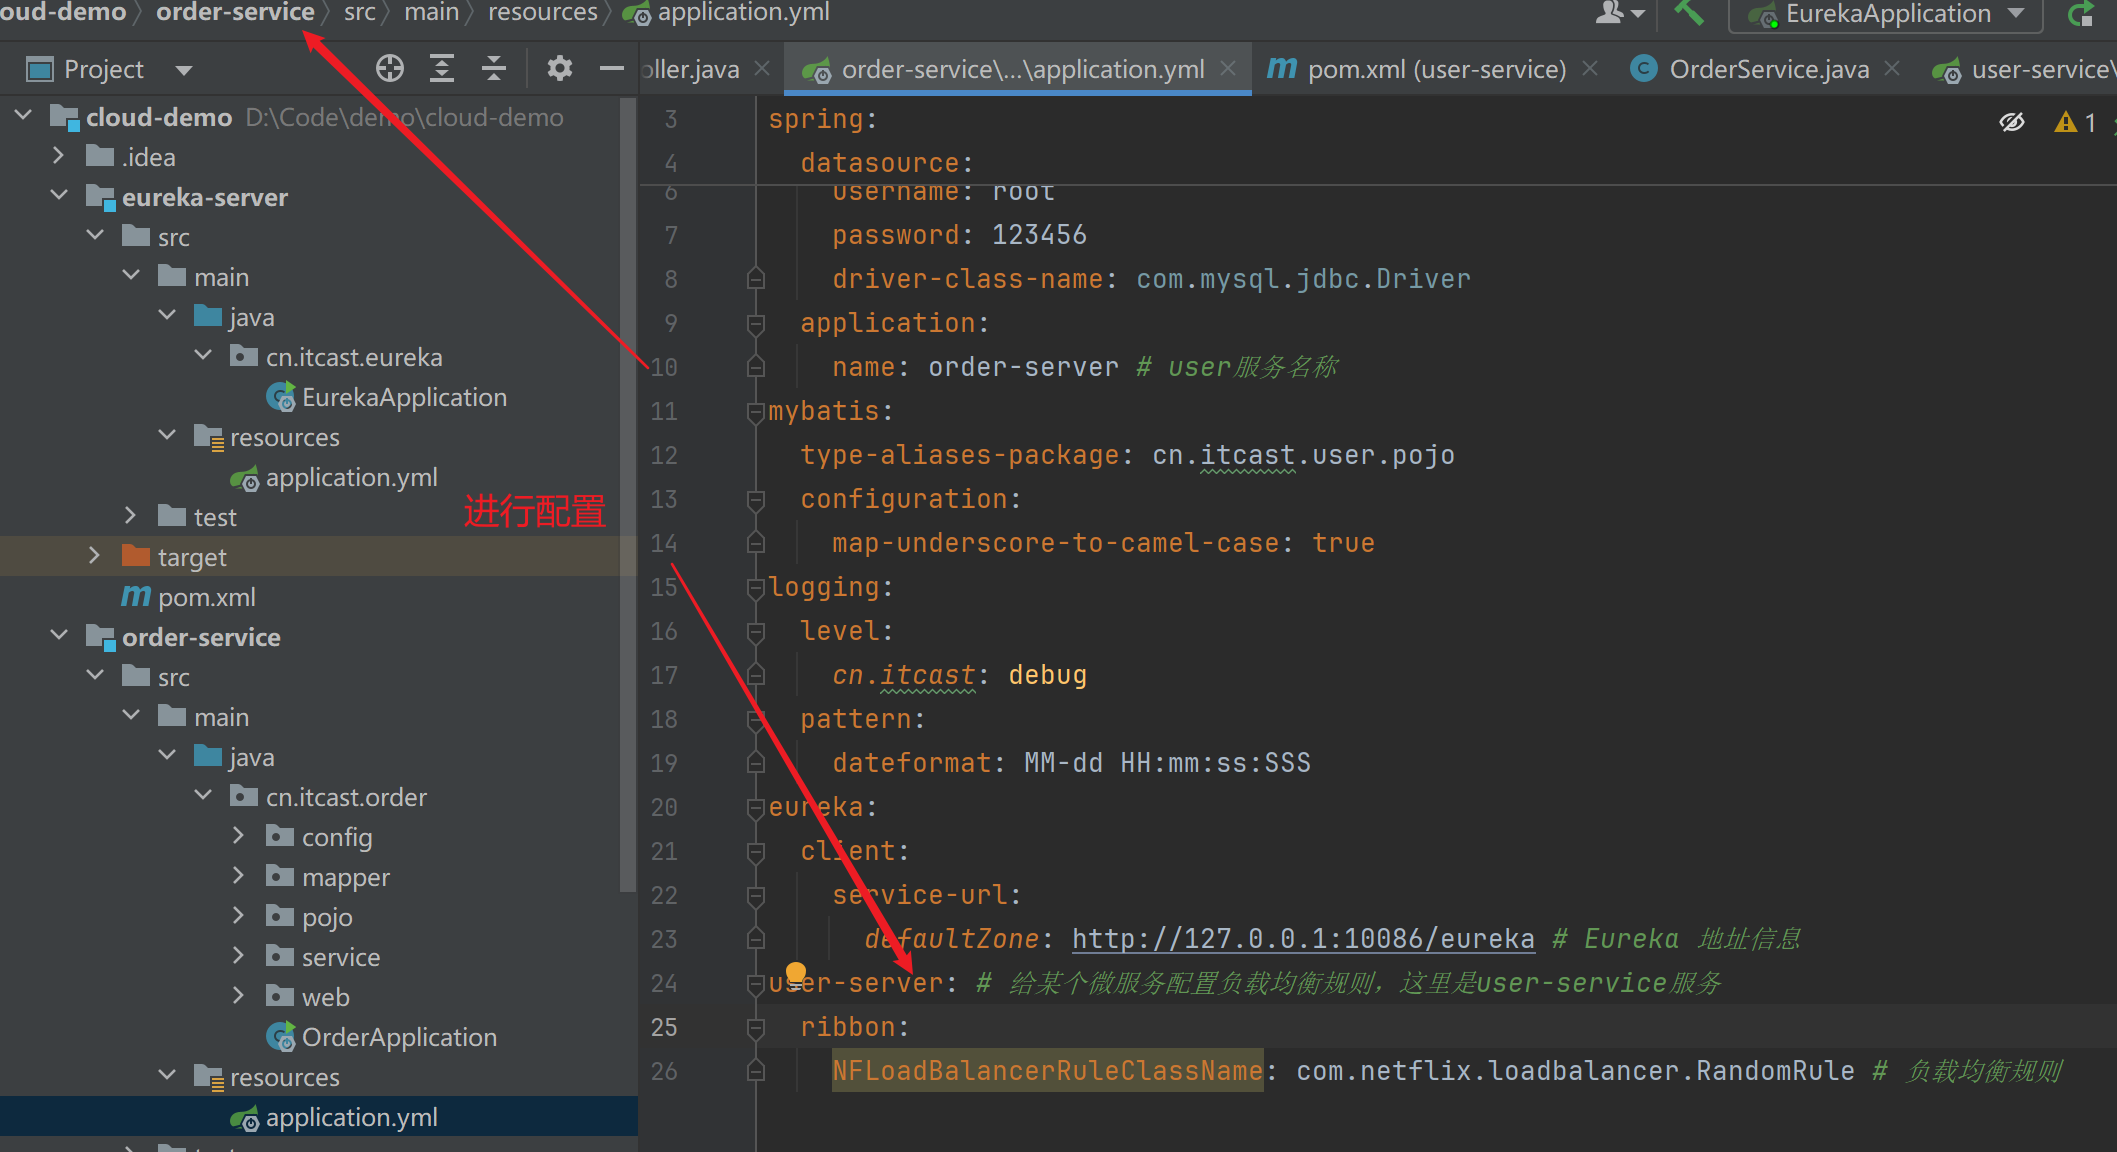 oud-demo › order-service › src › main › resources › application.yml
EurekaApplication
Project
oller.java
order-service\...\application.yml
pom.xml (user-service)
OrderService.java
user-service\
cloud-demo D:\Code\demo\cloud-demo
.idea
eureka-server
src
main
java
cn.itcast.eureka
EurekaApplication
resources
application.yml
test
进行配置
target
pom.xml
order-service
src
main
java
cn.itcast.order
config
mapper
pojo
service
web
OrderApplication
resources
application.yml
1
3 spring:
4 datasource:
6 username: root
7 password: 123456
8 driver-class-name: com.mysql.jdbc.Driver
9 application:
10 name: order-server # user服务名称
11 mybatis:
12 type-aliases-package: cn.itcast.user.pojo
13 configuration:
14 map-underscore-to-camel-case: true
15 logging:
16 level:
17 cn.itcast: debug
18 pattern:
19 dateformat: MM-dd HH:mm:ss:SSS
20 eureka:
21 client:
22 service-url:
23 defaultZone: http://127.0.0.1:10086/eureka # Eureka 地址信息
24 user-server: # 给某个微服务配置负载均衡规则，这里是user-service服务
25 ribbon:
26 NFLoadBalancerRuleClassName: com.netflix.loadbalancer.RandomRule # 负载均衡规则